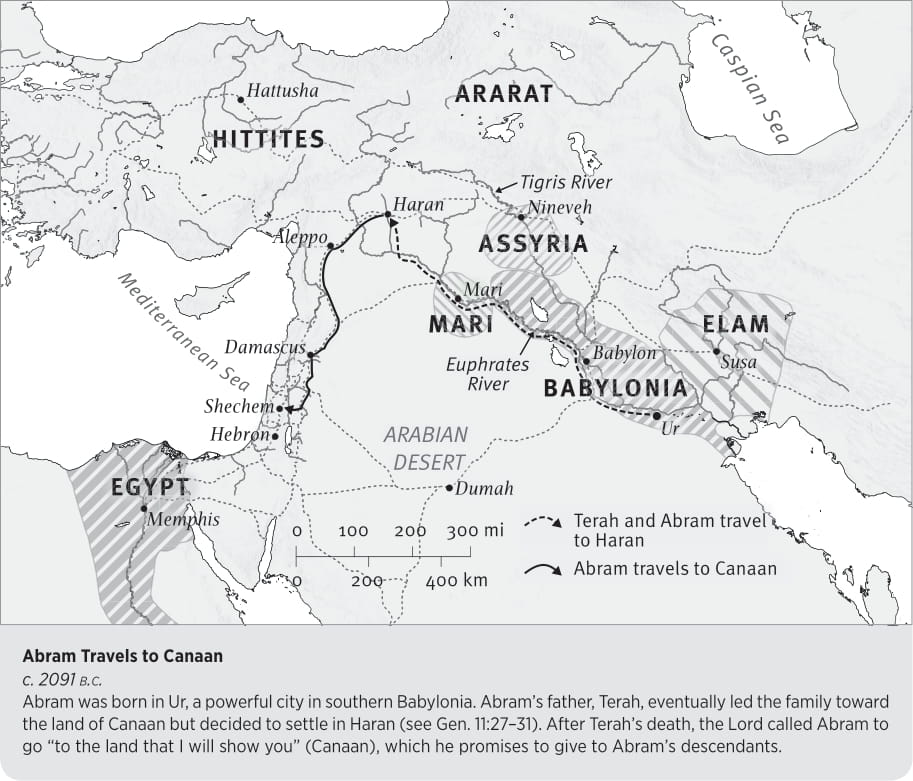 Caspian Sea
Hattusha
ARARAT
HITTITES
Tigris River
Haran
Nineveh
Aleppo
ASSYRIA
Mediterranean Sea
Mari
MARI
ELAM
Damascus
Euphrates
River
Babylon
Susa
BABYLONIA
Shechem
Hebron
Ur
ARABIAN
DESERT
EGYPT
Dumah
Memphis
0 100 200 300 mi
0 200 400 km
Terah and Abram travel
to Haran
Abram travels to Canaan
Abram Travels to Canaan
c. 2091 B.C.
Abram was born in Ur, a powerful city in southern Babylonia. Abram’s father, Terah, eventually led the family toward
the land of Canaan but decided to settle in Haran (see Gen. 11:27–31). After Terah’s death, the Lord called Abram to
go “to the land that I will show you” (Canaan), which he promises to give to Abram’s descendants.